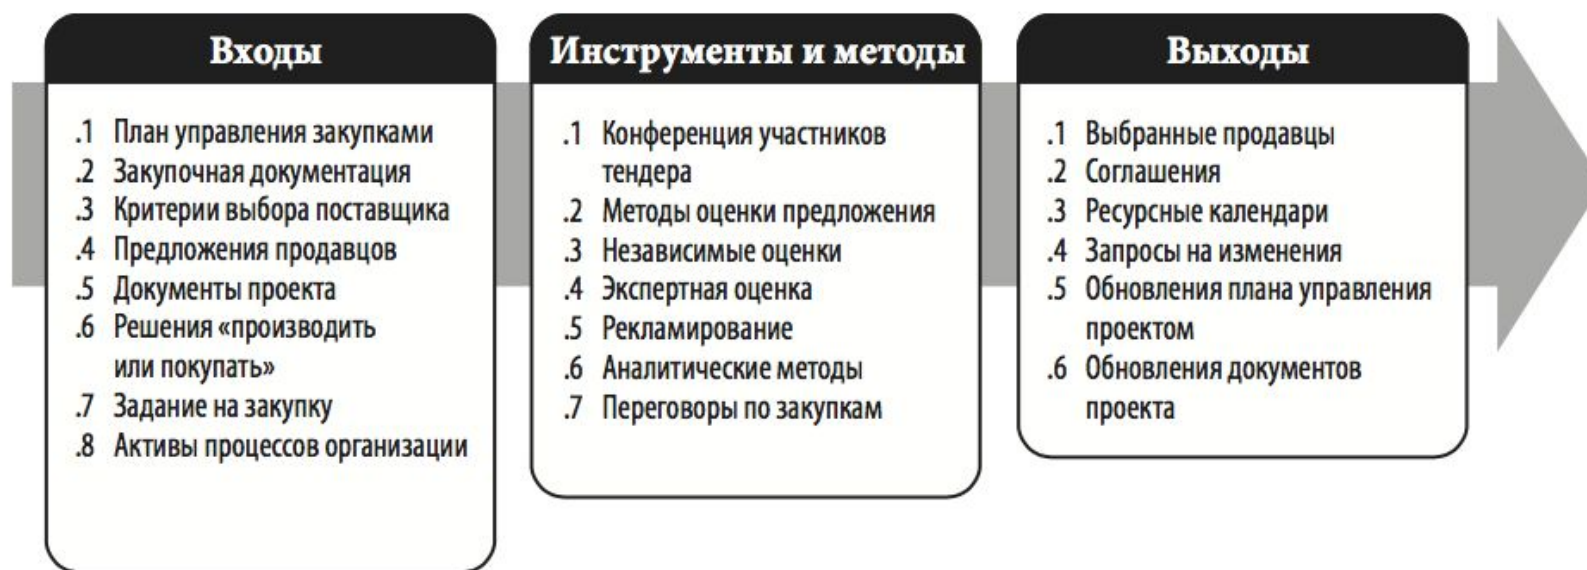 Входы
.1 План управления закупками
.2 Закупочная документация
.3 Критерии выбора поставщика
.4 Предложения продавцов
.5 Документы проекта
.6 Решения «производить
или покупать»
.7 Задание на закупку
.8 Активы процессов организации
Инструменты и методы
.1 Конференция участников
тендера
.2 Методы оценки предложения
.3 Независимые оценки
.4 Экспертная оценка
.5 Рекламирование
.6 Аналитические методы
.7 Переговоры по закупкам
Выходы
.1 Выбранные продавцы
.2 Соглашения
.3 Ресурсные календари
.4 Запросы на изменения
.5 Обновления плана управления
проектом
.6 Обновления документов
проекта